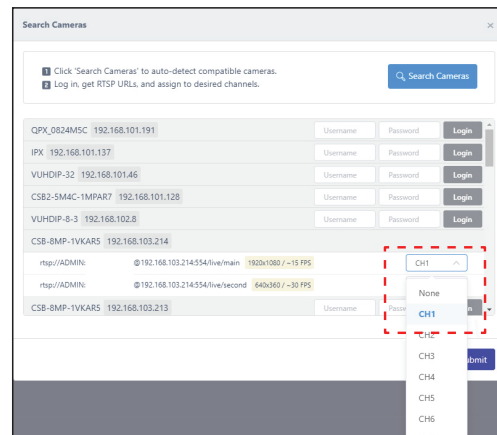 Search Cameras ×
1 Click 'Search Cameras' to auto-detect compatible cameras.
2 Log in, get RTSP URLs, and assign to desired channels.
Search Cameras
QPX_0824M5C 192.168.101.191 Username Password Login
IPX 192.168.101.137 Username Password Login
VUHDIP-32 192.168.101.46 Username Password Login
CSB2-5M4C-1MPAR7 192.168.101.128 Username Password Login
VUHDIP-8-3 192.168.102.8 Username Password Login
CSB-8MP-1VKAR5 192.168.103.214
rtsp://ADMIN: @192.168.103.214:554/live/main 1920x1080 / ~15 FPS CH1
rtsp://ADMIN: @192.168.103.214:554/live/second 640x360 / ~30 FPS
CSB-8MP-1VKAR5 192.168.103.213 Username
None
CH1
CH2
CH3
CH4
CH5
CH6